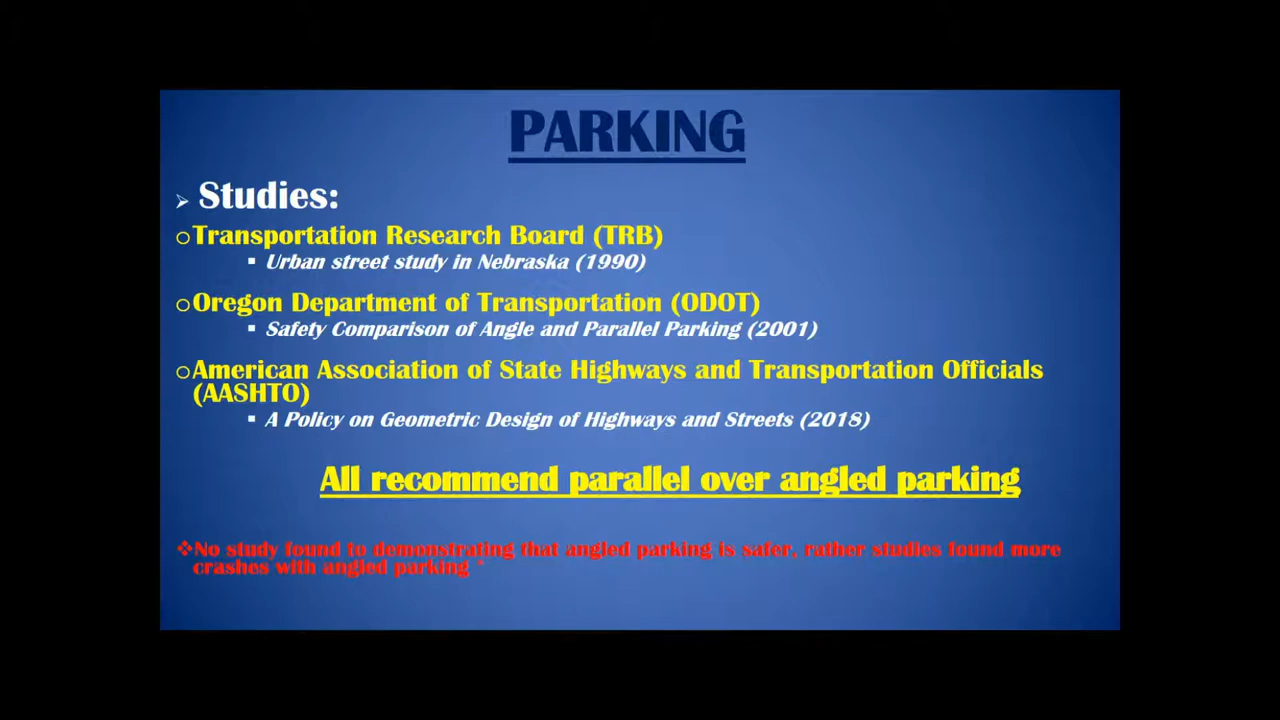 PARKING
➢ Studies:
oTransportation Research Board (TRB)
▪ Urban street study in Nebraska (1990)
oOregon Department of Transportation (ODOT)
▪ Safety Comparison of Angle and Parallel Parking (2001)
oAmerican Association of State Highways and Transportation Officials
(AASHTO)
▪ A Policy on Geometric Design of Highways and Streets (2018)
All recommend parallel over angled parking
❖No study found to demonstrating that angled parking is safer, rather studies found more
crashes with angled parking *